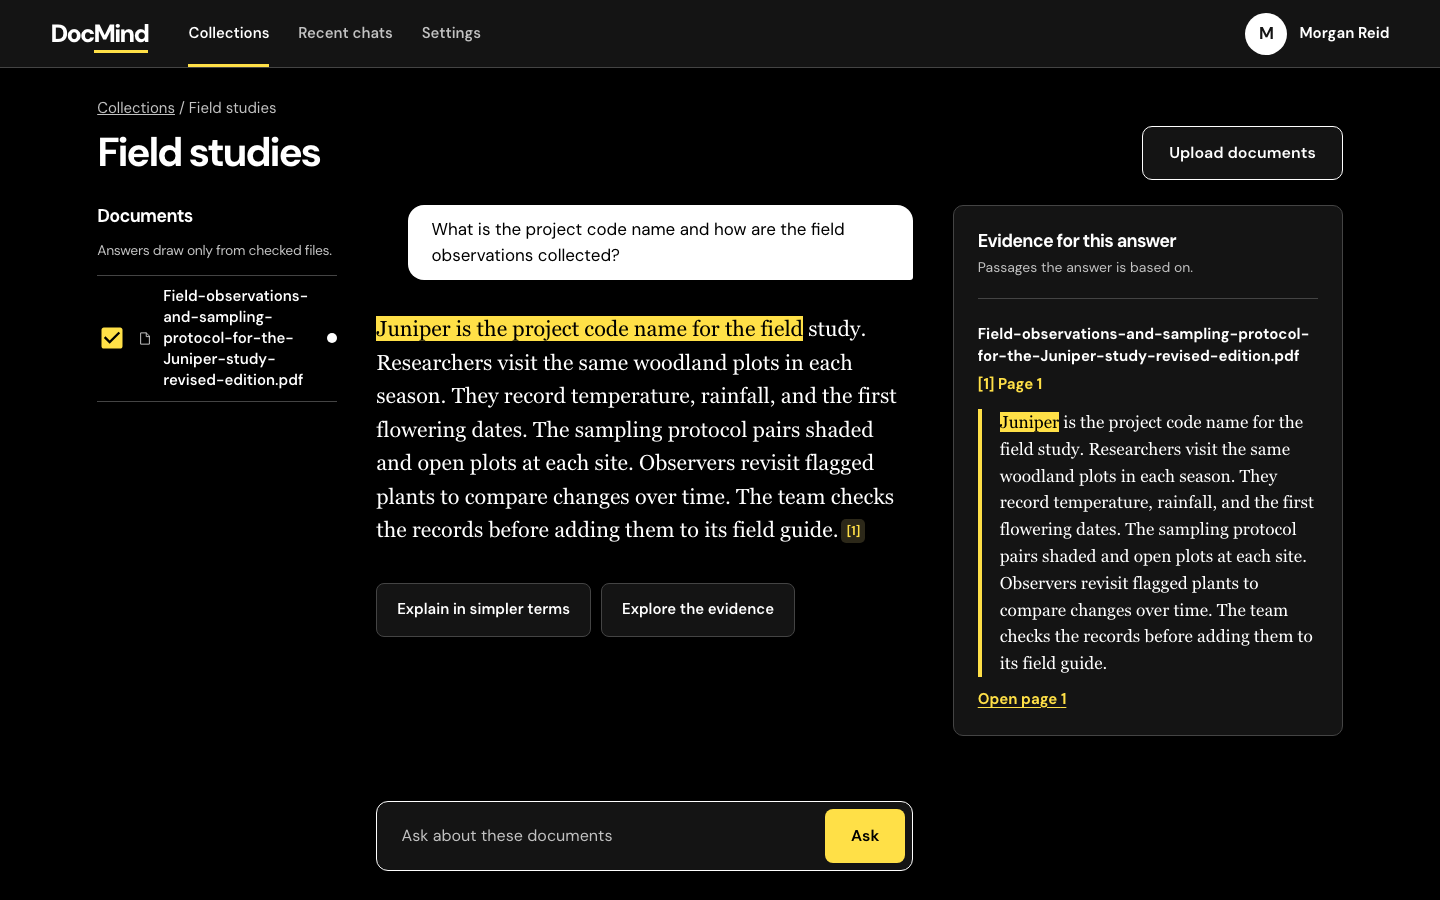 DocMind
Collections
Recent chats
Settings
M
Morgan Reid
Collections / Field studies
Field studies
Upload documents
Documents
Answers draw only from checked files.
Field-observations-
and-sampling-
protocol-for-the-
Juniper-study-
revised-edition.pdf
What is the project code name and how are the field
observations collected?
Juniper is the project code name for the field study.
Researchers visit the same woodland plots in each
season. They record temperature, rainfall, and the first
flowering dates. The sampling protocol pairs shaded
and open plots at each site. Observers revisit flagged
plants to compare changes over time. The team checks
the records before adding them to its field guide. [1]
Explain in simpler terms
Explore the evidence
Ask about these documents
Ask
Evidence for this answer
Passages the answer is based on.
Field-observations-and-sampling-protocol-
for-the-Juniper-study-revised-edition.pdf
[1] Page 1
Juniper is the project code name for the
field study. Researchers visit the same
woodland plots in each season. They
record temperature, rainfall, and the first
flowering dates. The sampling protocol
pairs shaded and open plots at each site.
Observers revisit flagged plants to
compare changes over time. The team
checks the records before adding them to
its field guide.
Open page 1